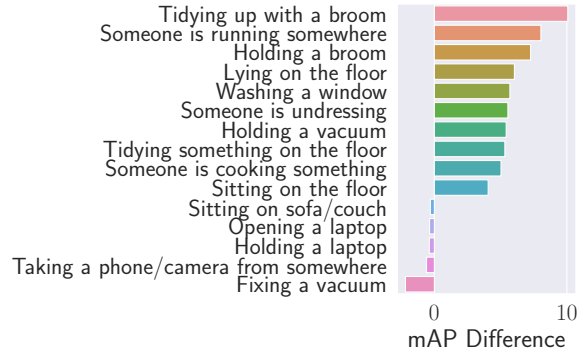 Tidying up with a broom
Someone is running somewhere
Holding a broom
Lying on the floor
Washing a window
Someone is undressing
Holding a vacuum
Tidying something on the floor
Someone is cooking something
Sitting on the floor
Sitting on sofa/couch
Opening a laptop
Holding a laptop
Taking a phone/camera from somewhere
Fixing a vacuum
0 10
mAP Difference